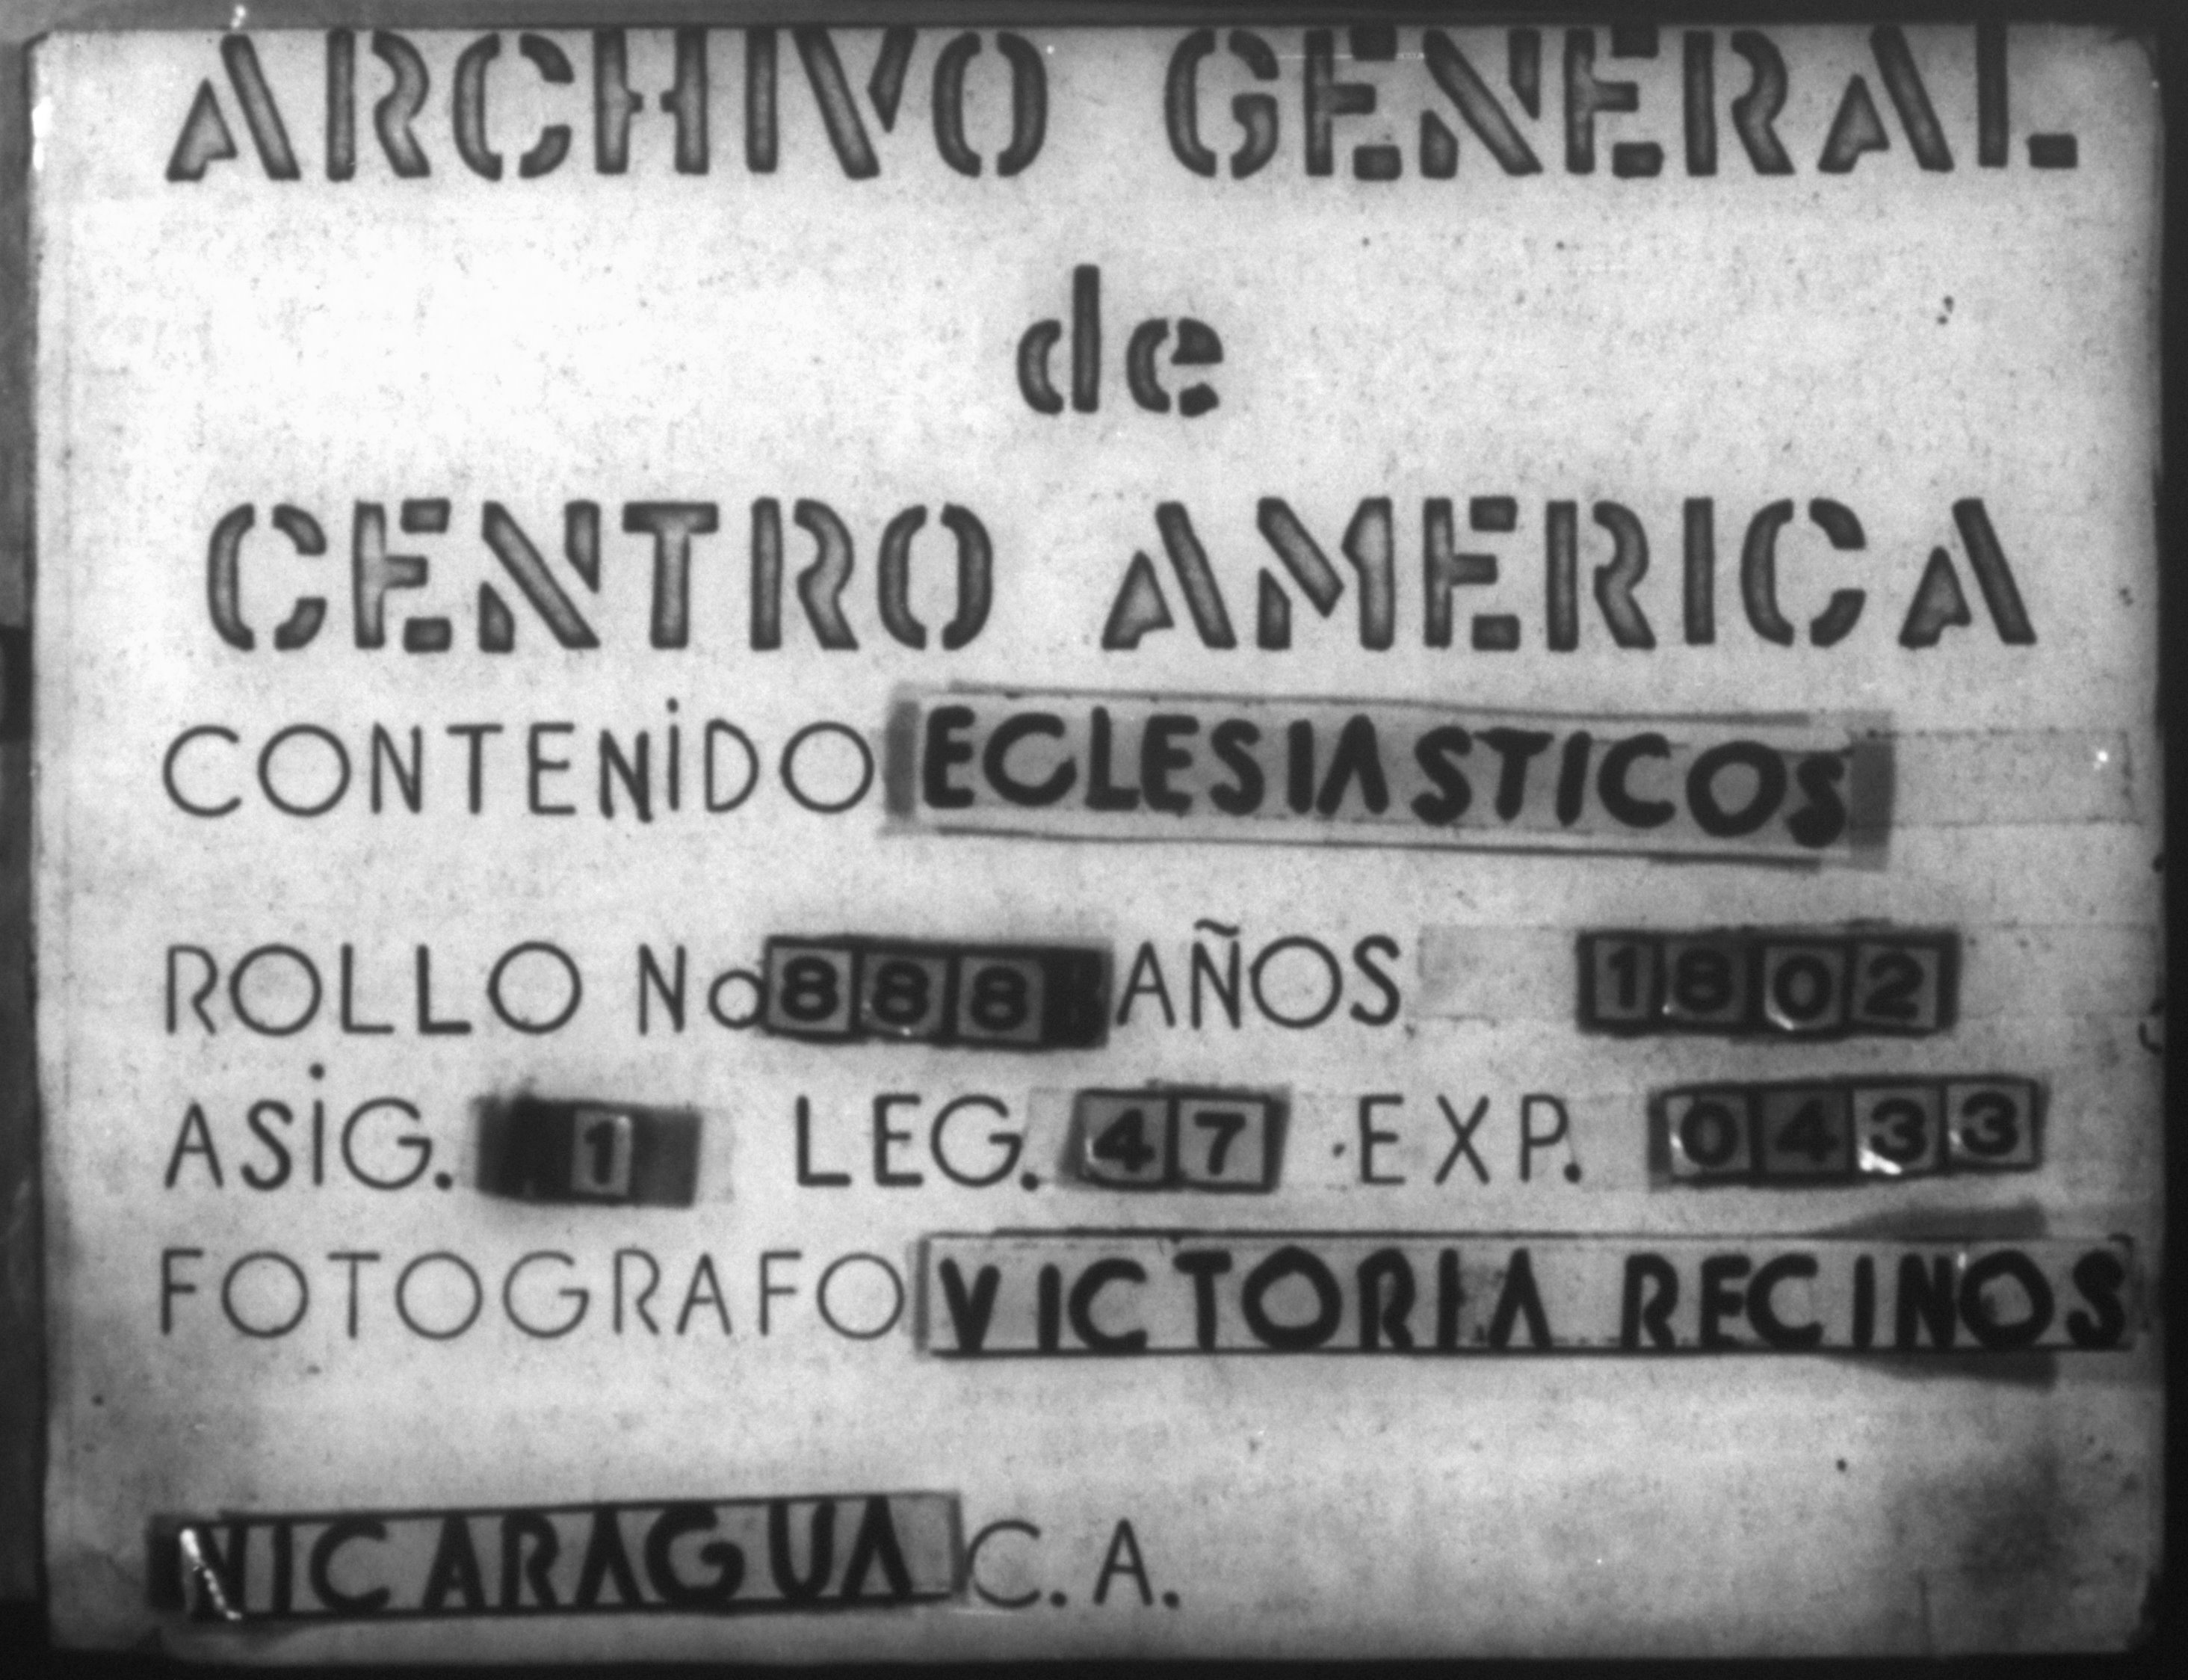 ARCHIVO GENERAL
de
CENTRO AMERICA
CONTENIDO ECLESIASTICOS
ROLLO No 888 AÑOS 1802
ASIG. 1 LEG. 47 EXP. 0433
FOTOGRAFO VICTORIA RECINOS
NICARAGUA C.A.